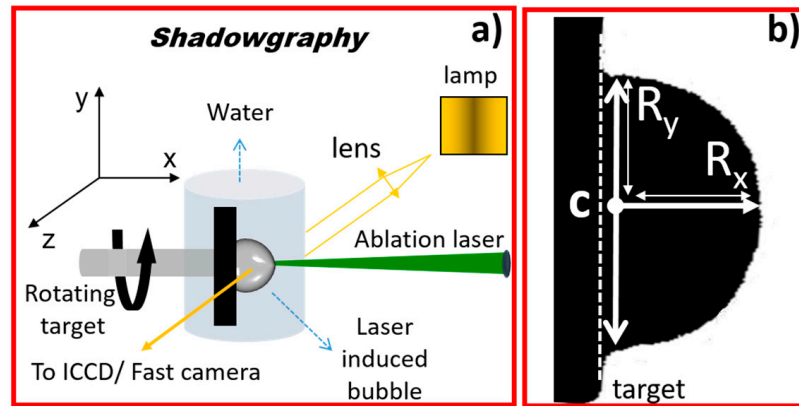 Shadowgraphy
a)
lamp
y
Water
x
lens
z
Ablation laser
Rotating
target
Laser
induced
bubble
To ICCD/ Fast camera
b)
Ry
Rx
c
target